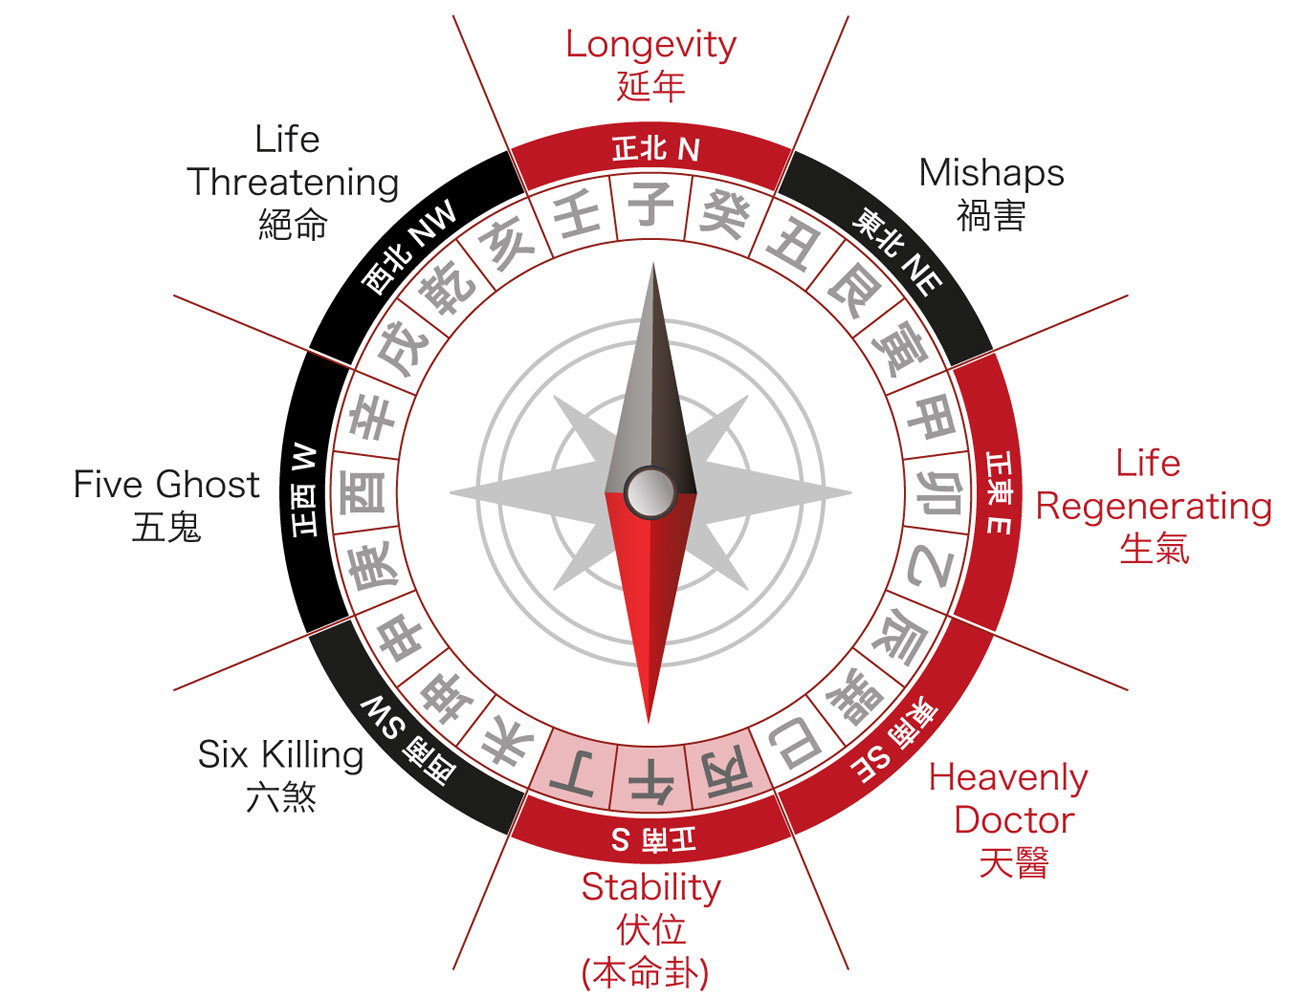 Longevity
延年
Life
Threatening
絕命
Mishaps
禍害
Five Ghost
五鬼
Life
Regenerating
生氣
Six Killing
六煞
Heavenly
Doctor
天醫
Stability
伏位
(本命卦)
正北 N
東北 NE
正東 E
東南 SE
正南 S
西南 SW
正西 W
西北 NW
子
癸
丑
艮
寅
甲
卯
乙
辰
巽
巳
丙
午
丁
未
坤
申
庚
酉
辛
戌
乾
亥
壬